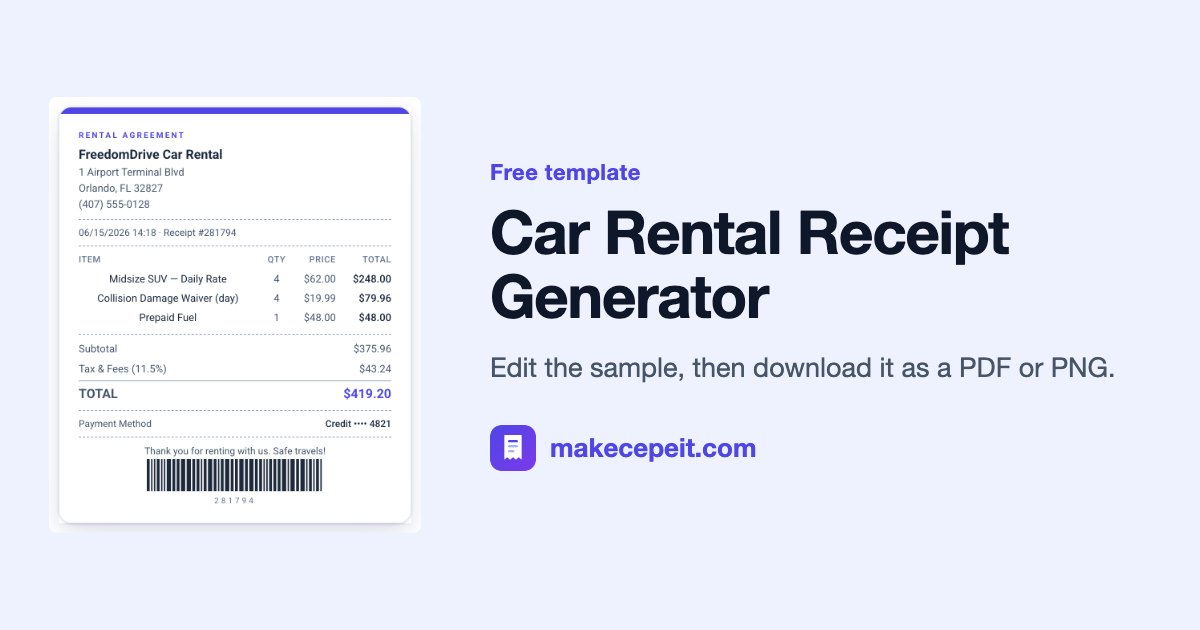 RENTAL AGREEMENT
FreedomDrive Car Rental
1 Airport Terminal Blvd
Orlando, FL 32827
(407) 555-0128
06/15/2026 14:18 · Receipt #281794
ITEM QTY PRICE TOTAL
Midsize SUV — Daily Rate 4 $62.00 $248.00
Collision Damage Waiver (day) 4 $19.99 $79.96
Prepaid Fuel 1 $48.00 $48.00
Subtotal $375.96
Tax & Fees (11.5%) $43.24
TOTAL $419.20
Payment Method Credit •••• 4821
Thank you for renting with us. Safe travels!
281794
Free template
Car Rental Receipt
Generator
Edit the sample, then download it as a PDF or PNG.
makecepeit.com